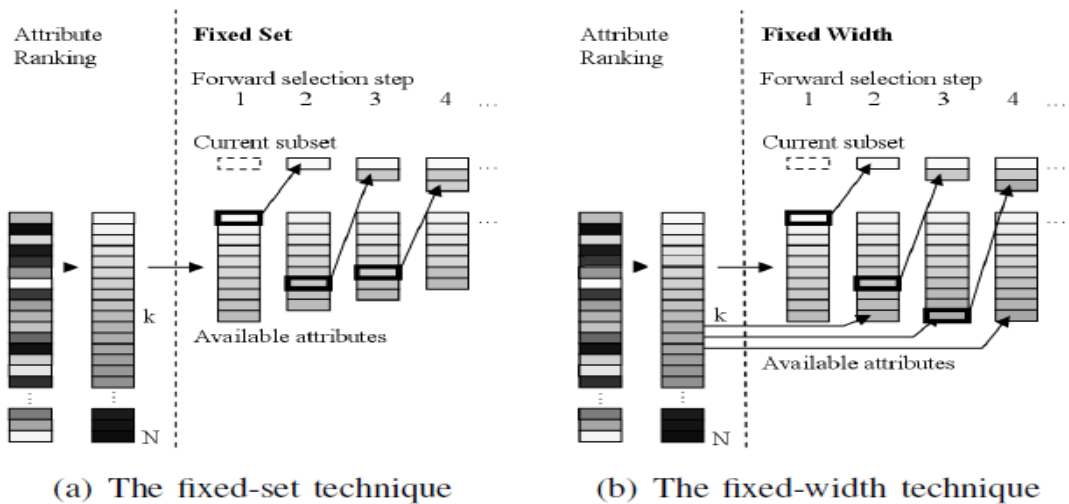 Attribute
Ranking
Fixed Set
Forward selection step
1 2 3 4 ...
Current subset
...
...
k
Available attributes
...
...
N
(a) The fixed-set technique
Attribute
Ranking
Fixed Width
Forward selection step
1 2 3 4 ...
Current subset
...
...
k
Available attributes
...
...
N
(b) The fixed-width technique